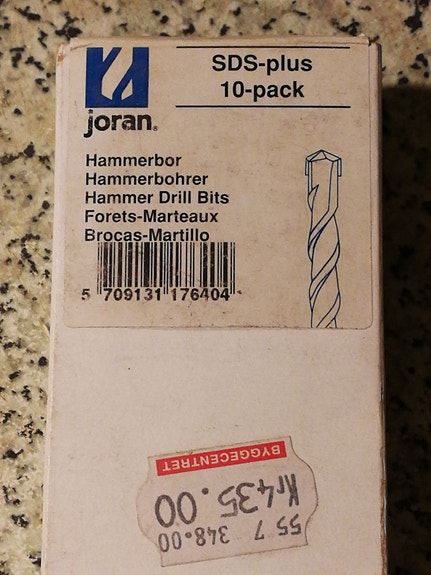 SDS-plus
10-pack
joran®
Hammerbor
Hammerbohrer
Hammer Drill Bits
Forets-Marteaux
Brocas-Martillo
5 709131 176404
BYGGECENTRET
Kr435.00
55 7 348.00